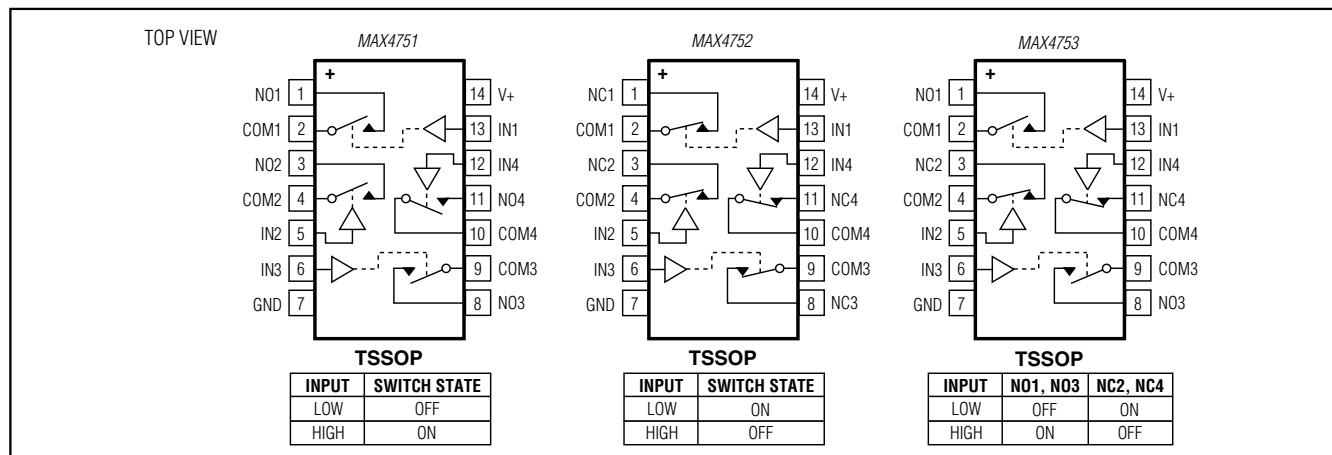 TOP VIEW
MAX4751
+
NO1 1
COM1 2
NO2 3
COM2 4
IN2 5
IN3 6
GND 7
14 V+
13 IN1
12 IN4
11 NO4
10 COM4
9 COM3
8 NO3
TSSOP
INPUT SWITCH STATE
LOW OFF
HIGH ON
MAX4752
+
NC1 1
COM1 2
NC2 3
COM2 4
IN2 5
IN3 6
GND 7
14 V+
13 IN1
12 IN4
11 NC4
10 COM4
9 COM3
8 NC3
TSSOP
INPUT SWITCH STATE
LOW ON
HIGH OFF
MAX4753
+
NO1 1
COM1 2
NC2 3
COM2 4
IN2 5
IN3 6
GND 7
14 V+
13 IN1
12 IN4
11 NC4
10 COM4
9 COM3
8 NO3
TSSOP
INPUT NO1, NO3 NC2, NC4
LOW OFF ON
HIGH ON OFF